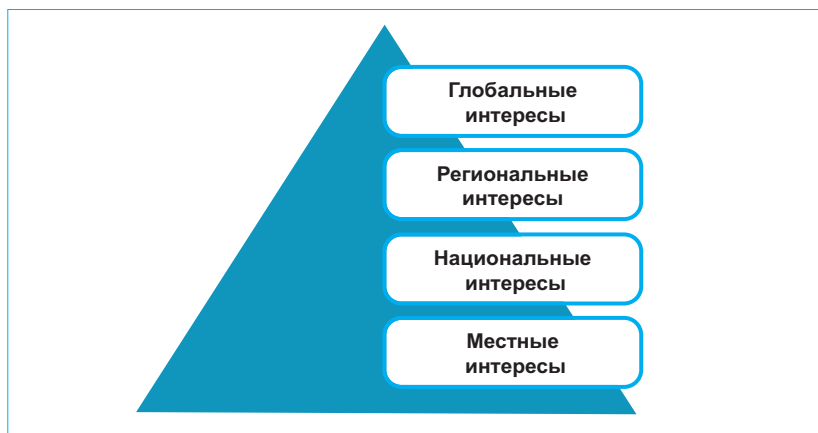 Глобальные
интересы
Региональные
интересы
Национальные
интересы
Местные
интересы